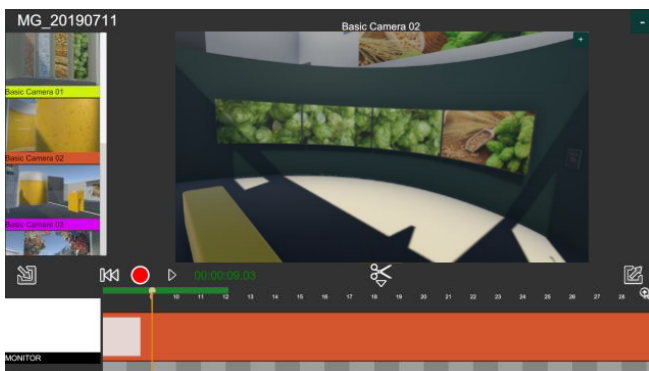 MG_20190711
Basic Camera 02
-
+
Basic Camera 01
Basic Camera 02
Basic Camera 03
00:00:09.03
9 10 11 12 13 14 15 16 17 18 19 20 21 22 23 24 25 26 27 28
MONITOR